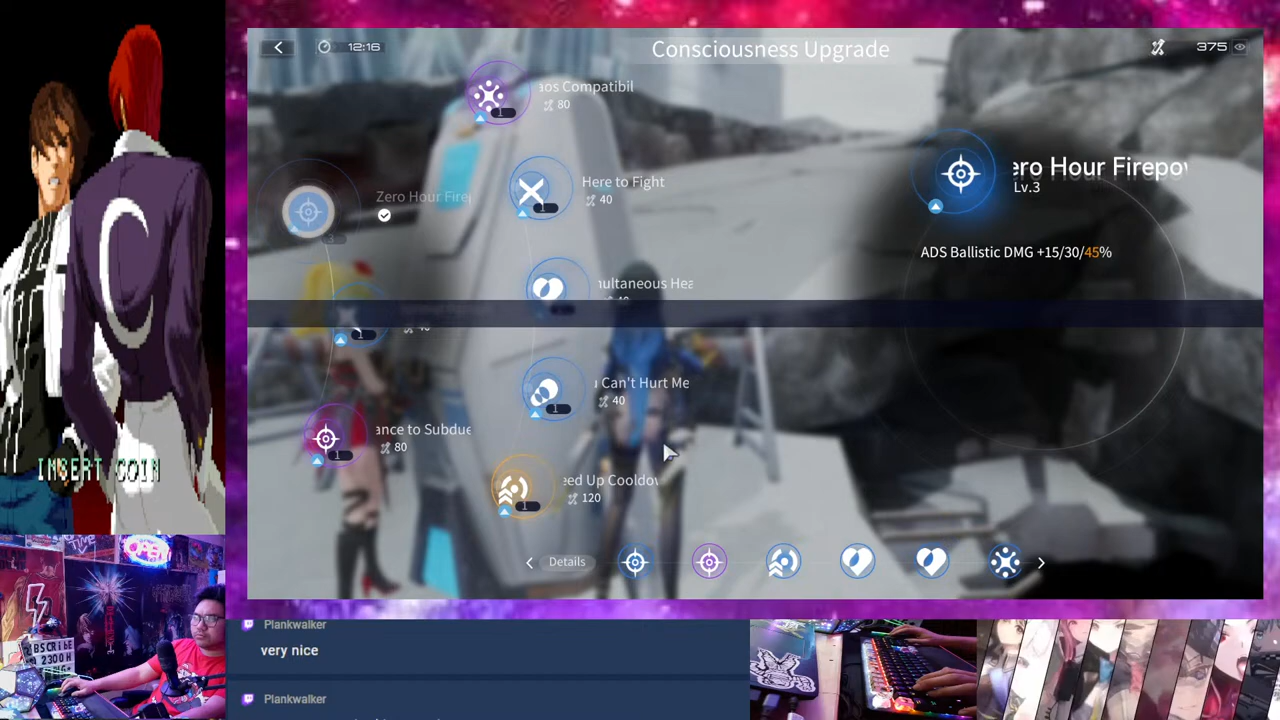 12:16
Consciousness Upgrade
375
aos Compatibil
80
Zero Hour Fire
Here to Fight
40
ero Hour Firepo
Lv.3
ADS Ballistic DMG +15/30/45%
ultaneous Hea
40
Can't Hurt Me
40
ance to Subdue
80
eed Up Cooldo
120
Details
INSERT COIN
Plankwalker
very nice
Plankwalker